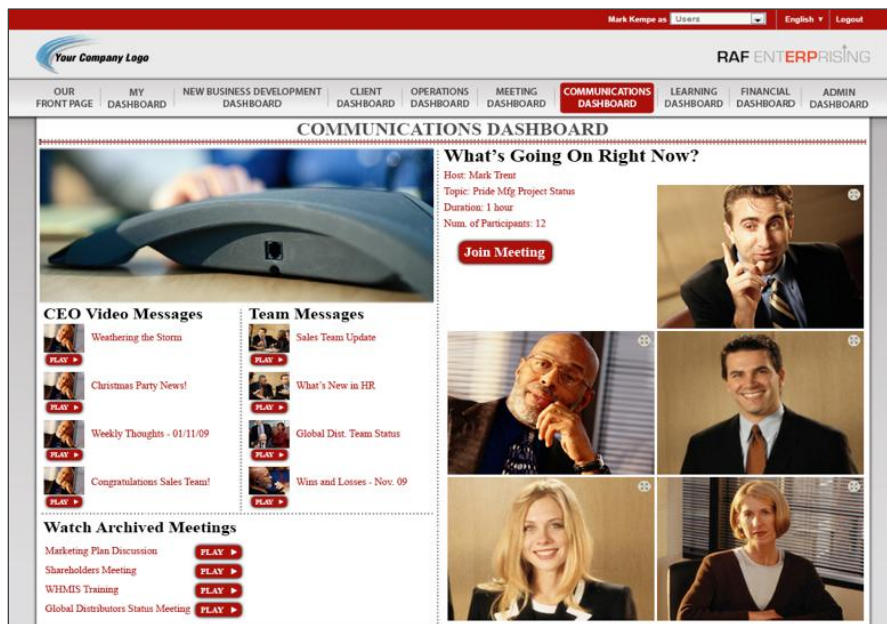 Mark Kempe as Users English ▼ Logout
Your Company Logo
RAF ENTERPRISING
OUR FRONT PAGE
MY DASHBOARD
NEW BUSINESS DEVELOPMENT DASHBOARD
CLIENT DASHBOARD
OPERATIONS DASHBOARD
MEETING DASHBOARD
COMMUNICATIONS DASHBOARD
LEARNING DASHBOARD
FINANCIAL DASHBOARD
ADMIN DASHBOARD
COMMUNICATIONS DASHBOARD
What's Going On Right Now?
Host: Mark Trent
Topic: Pride Mfg Project Status
Duration: 1 hour
Num. of Participants: 12
Join Meeting
CEO Video Messages
Weathering the Storm
PLAY
Christmas Party News!
PLAY
Weekly Thoughts - 01/11/09
PLAY
Congratulations Sales Team!
PLAY
Team Messages
Sales Team Update
PLAY
What's New in HR
PLAY
Global Dist. Team Status
PLAY
Wins and Losses - Nov. 09
PLAY
Watch Archived Meetings
Marketing Plan Discussion PLAY
Shareholders Meeting PLAY
WHMIS Training PLAY
Global Distributors Status Meeting PLAY